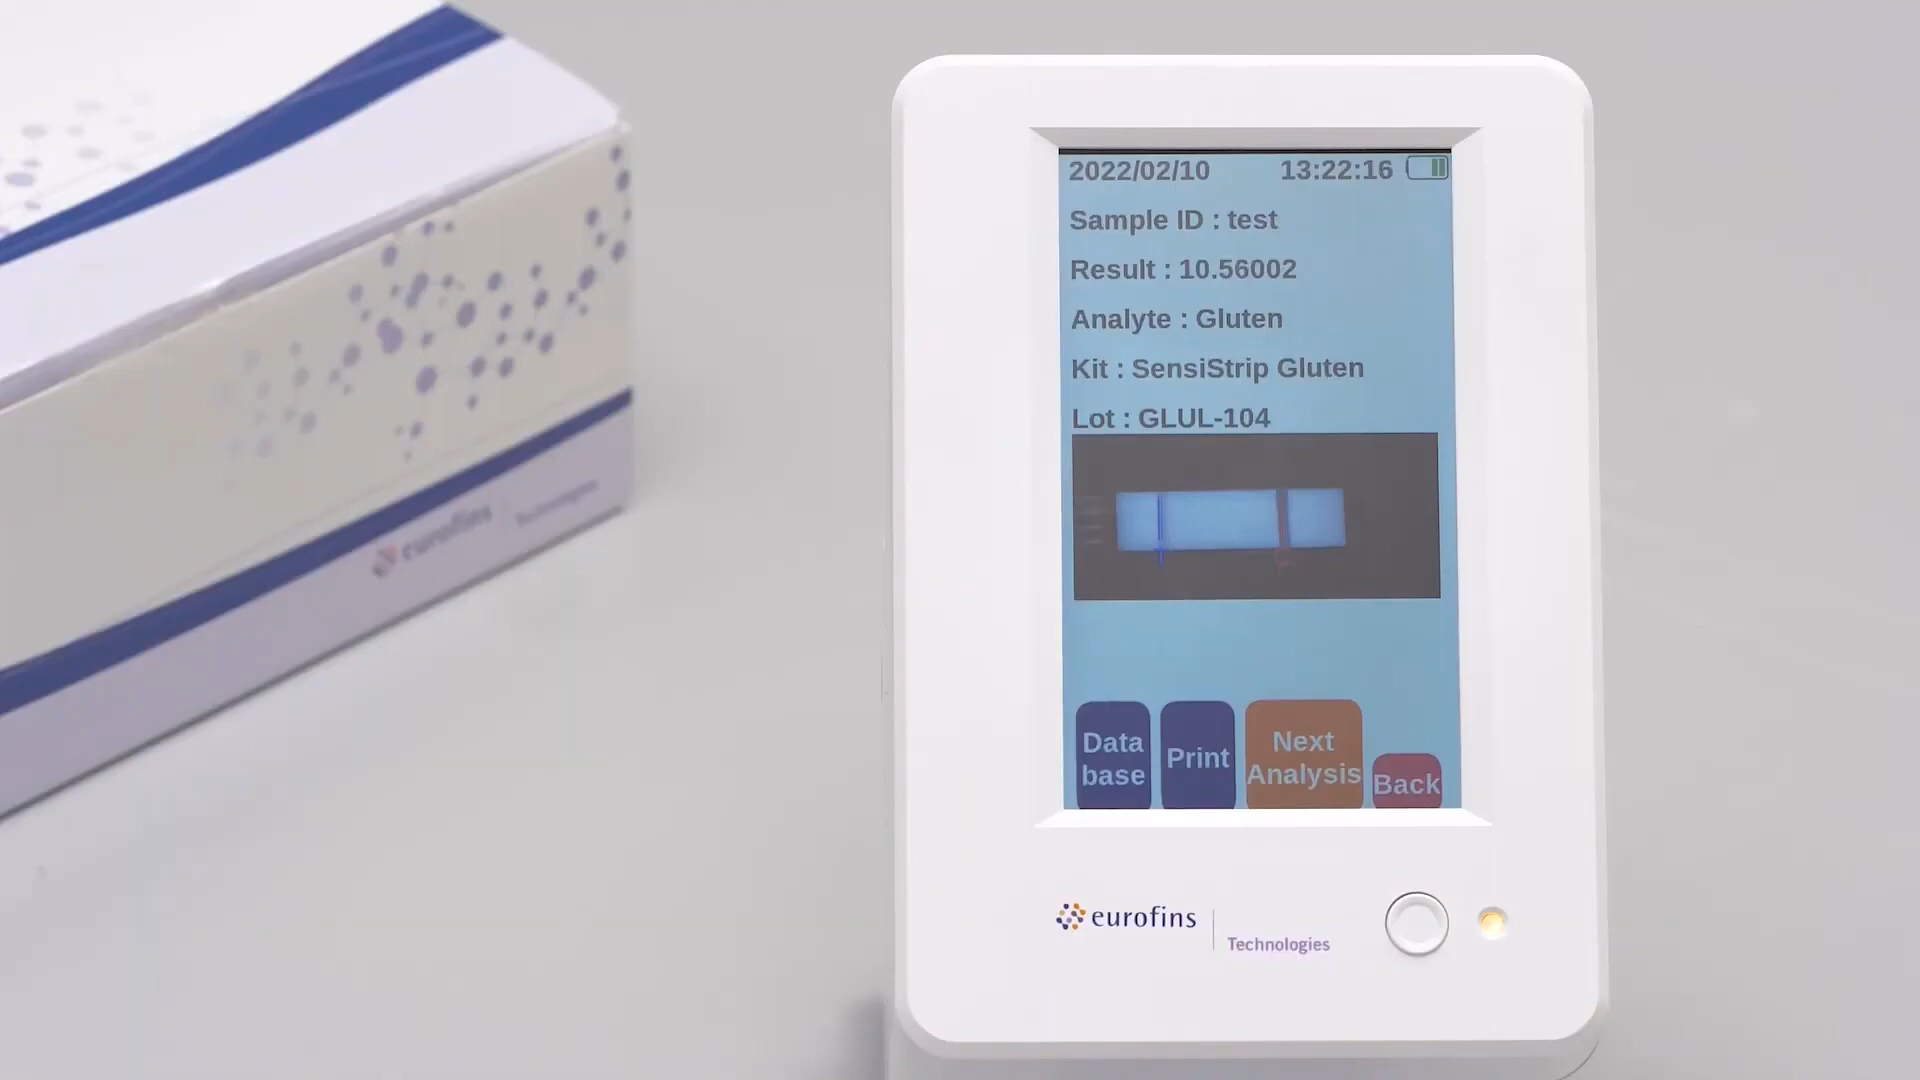 2022/02/10 13:22:16
Sample ID : test
Result : 10.56002
Analyte : Gluten
Kit : SensiStrip Gluten
Lot : GLUL-104
Data
base
Print
Next
Analysis
Back
eurofins
Technologies
eurofins
Technologies